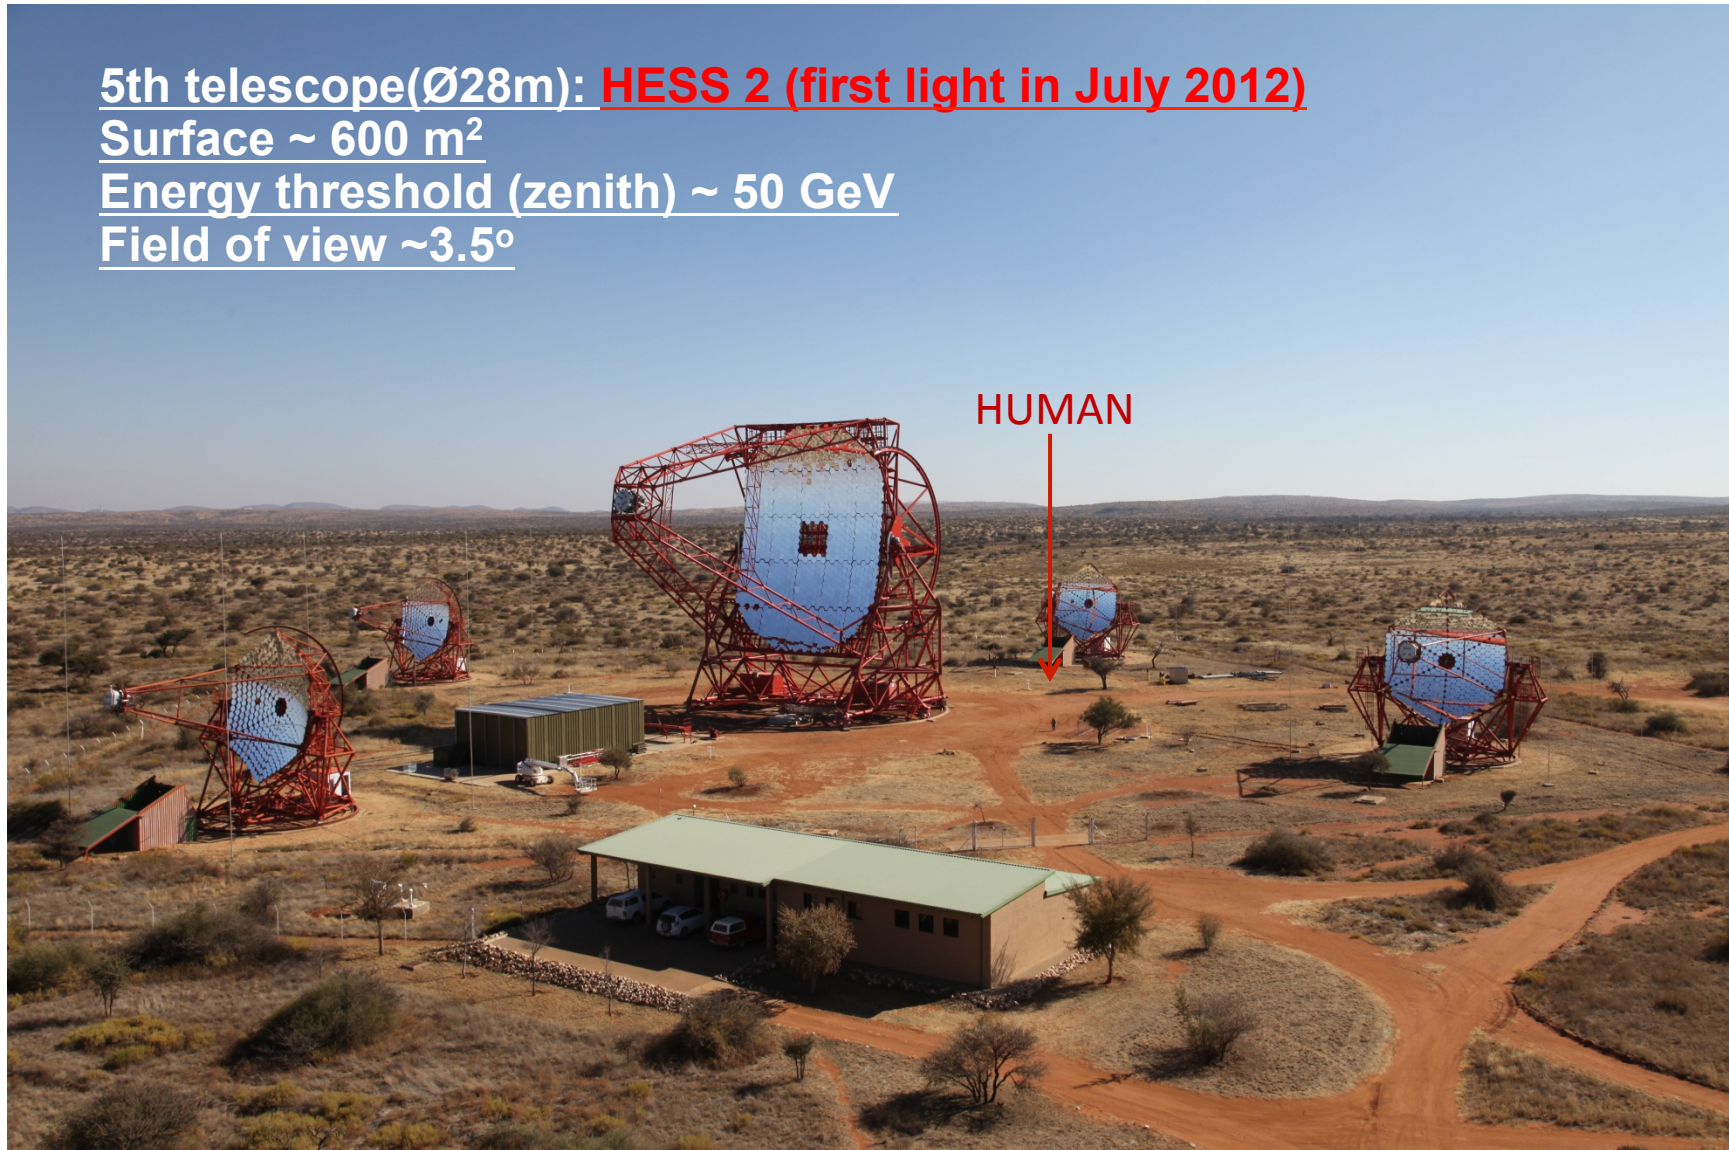 5th telescope(Ø28m): HESS 2 (first light in July 2012)
Surface ~ 600 m²
Energy threshold (zenith) ~ 50 GeV
Field of view ~3.5º
HUMAN